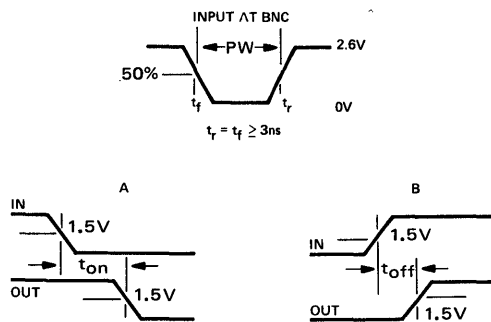 INPUT AT BNC
PW
2.6V
50%
tf
tr
0V
tr = tf ≥ 3ns
A
B
IN
1.5V
ton
OUT
1.5V
1.5V
IN
toff
1.5V
OUT